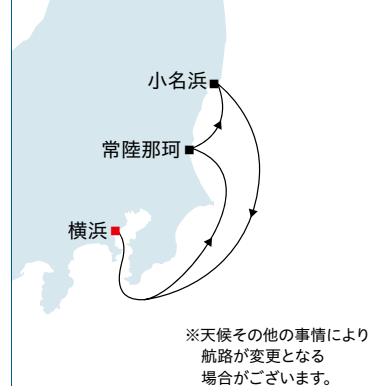 小名浜
常陸那珂
横浜
※天候その他の事情により
航路が変更となる
場合がございます。